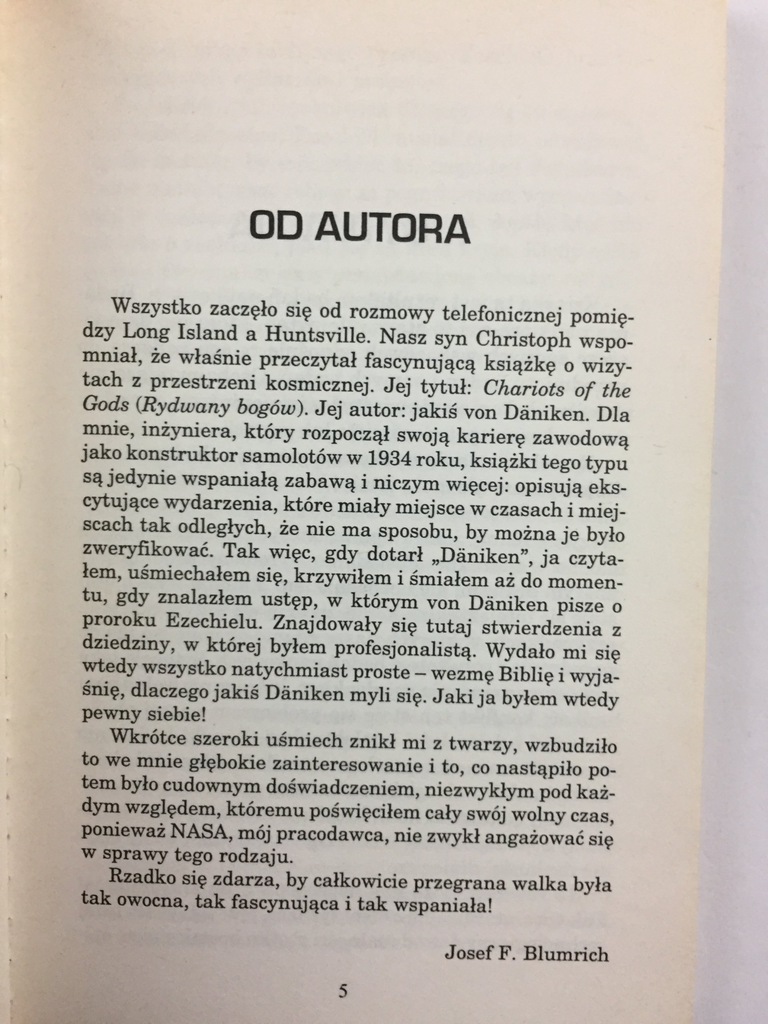 OD AUTORA
Wszystko zaczęło się od rozmowy telefonicznej pomię-
dzy Long Island a Huntsville. Nasz syn Christoph wspo-
mniał, że właśnie przeczytał fascynującą książkę o wizy-
tach z przestrzeni kosmicznej. Jej tytuł: Chariots of the
Gods (Rydwany bogów). Jej autor: jakiś von Däniken. Dla
mnie, inżyniera, który rozpoczął swoją karierę zawodową
jako konstruktor samolotów w 1934 roku, książki tego typu
są jedynie wspaniałą zabawą i niczym więcej: opisują eks-
cytujące wydarzenia, które miały miejsce w czasach i miej-
scach tak odległych, że nie ma sposobu, by można je było
zweryfikować. Tak więc, gdy dotarł „Däniken”, ja czyta-
łem, uśmiechałem się, krzywiłem i śmiałem aż do momen-
tu, gdy znalazłem ustęp, w którym von Däniken pisze o
proroku Ezechielu. Znajdowały się tutaj stwierdzenia z
dziedziny, w której byłem profesjonalistą. Wydało mi się
wtedy wszystko natychmiast proste – wezmę Biblię i wyja-
śnię, dlaczego jakiś Däniken myli się. Jaki ja byłem wtedy
pewny siebie!
Wkrótce szeroki uśmiech znikł mi z twarzy, wzbudziło
to we mnie głębokie zainteresowanie i to, co nastąpiło po-
tem było cudownym doświadczeniem, niezwykłym pod każ-
dym względem, któremu poświęciłem cały swój wolny czas,
ponieważ NASA, mój pracodawca, nie zwykł angażować się
w sprawy tego rodzaju.
Rzadko się zdarza, by całkowicie przegrana walka była
tak owocna, tak fascynująca i tak wspaniała!
Josef F. Blumrich
5